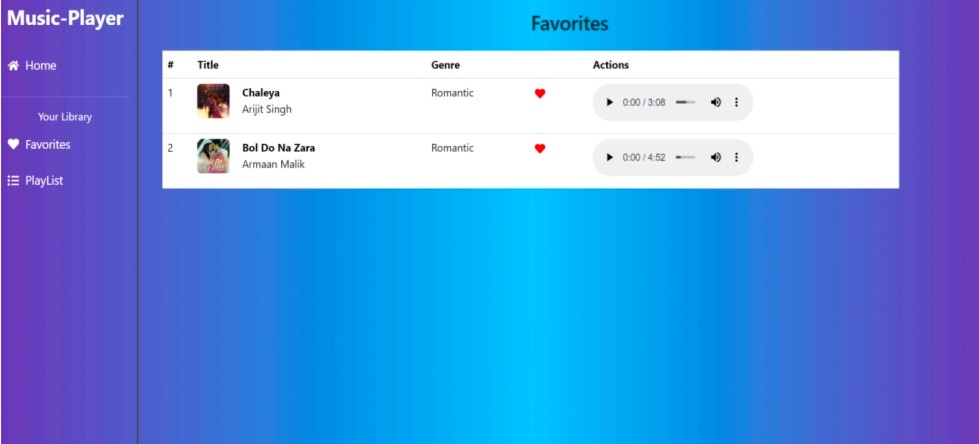 Music-Player
Home
Your Library
Favorites
PlayList
Favorites
# Title Genre Actions
1 Chaleya Romantic 0:00 / 3:08
Arijit Singh
2 Bol Do Na Zara Romantic 0:00 / 4:52
Armaan Malik